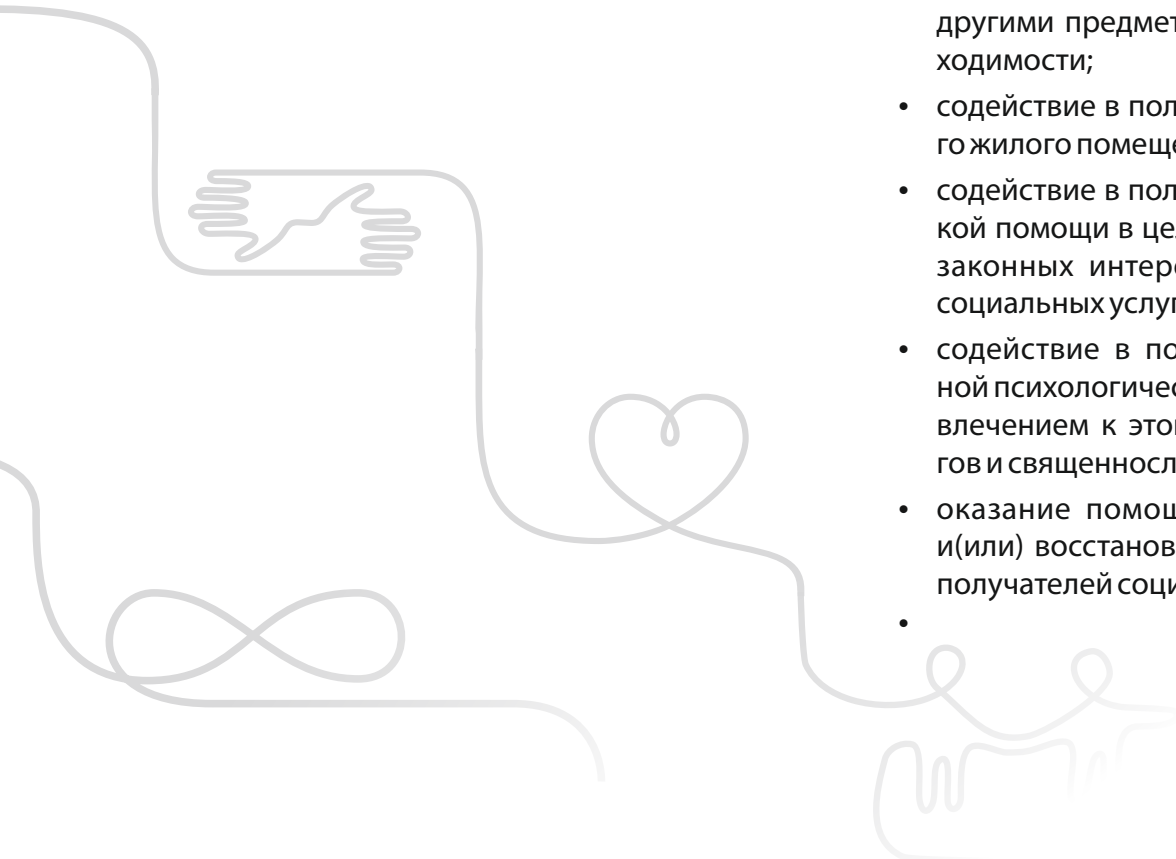 другими предмет
ходимости;
• содействие в пол
го жилого помеще
• содействие в пол
кой помощи в це
законных интер
социальных услуг
• содействие в по
ной психологичес
влечением к это
гов и священносл
• оказание помощ
и(или) восстанов
получателей соци
•